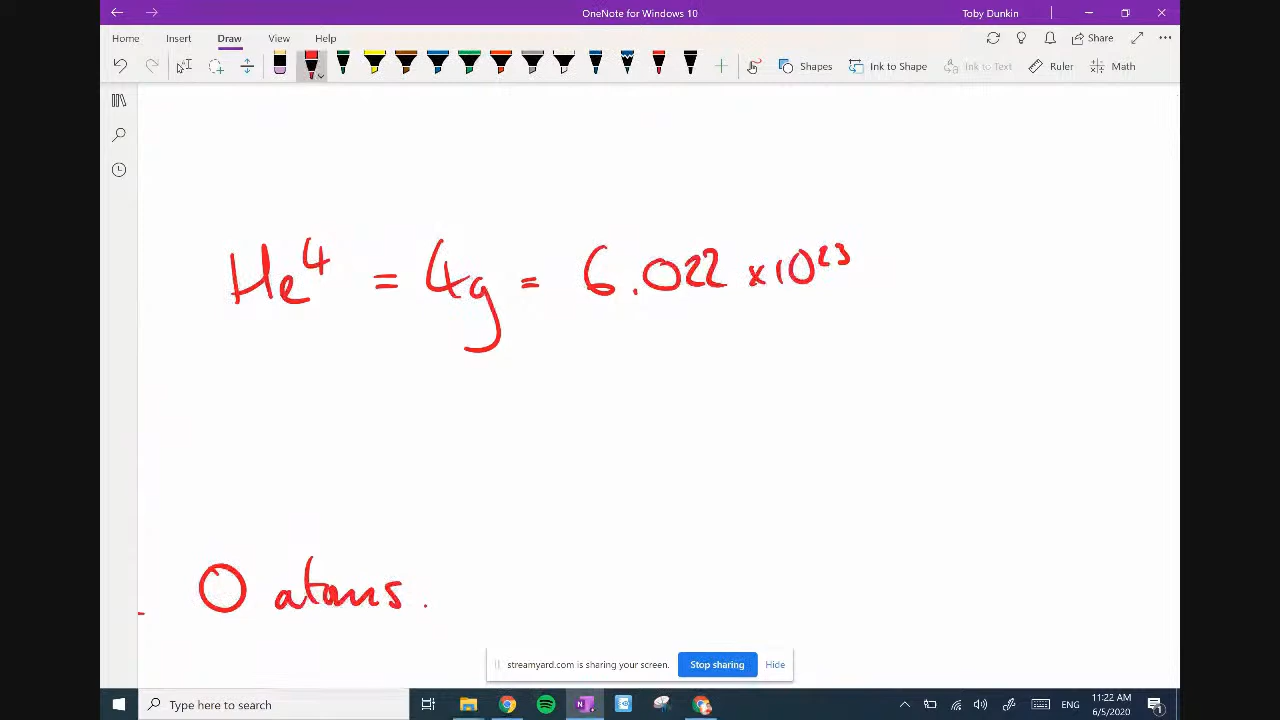 OneNote for Windows 10
Toby Dunkin
Home Insert Draw View Help
Share
Shapes Ink to Shape Ink to Text Ruler Math
He⁴ = 4g = 6.022 × 10²³
O atoms.
streamyard.com is sharing your screen. Stop sharing Hide
Type here to search
ENG
11:22 AM
6/5/2020
1